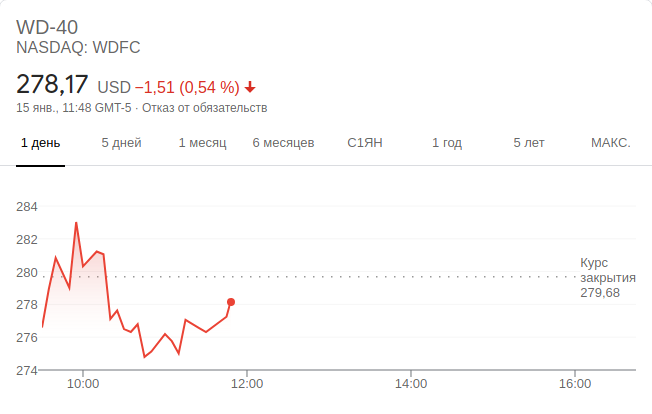 WD-40
NASDAQ: WDFC
278,17 USD −1,51 (0,54 %)
15 янв., 11:48 GMT-5 · Отказ от обязательств
1 день 5 дней 1 месяц 6 месяцев С1ЯН 1 год 5 лет МАКС.
284
282
280
278
276
274
Курс
закрытия
279,68
10:00 12:00 14:00 16:00